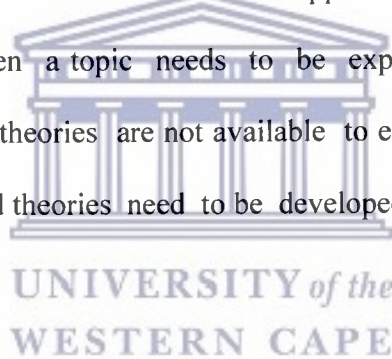 en a topic needs to be exp
theories are not available to e
d theories need to be developed
UNIVERSITY of the
WESTERN CAPE